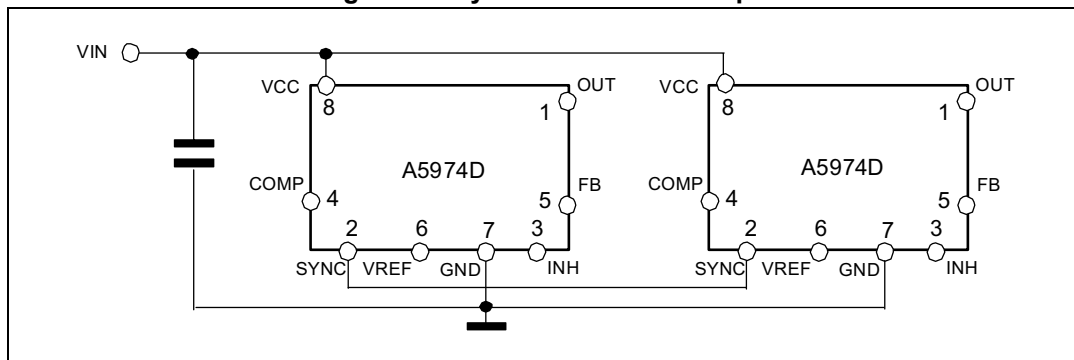 VIN
VCC
8
OUT
1
A5974D
COMP
4
FB
5
2
6
7
3
SYNC
VREF
GND
INH
VCC
8
OUT
1
A5974D
COMP
4
FB
5
2
6
7
3
SYNC
VREF
GND
INH